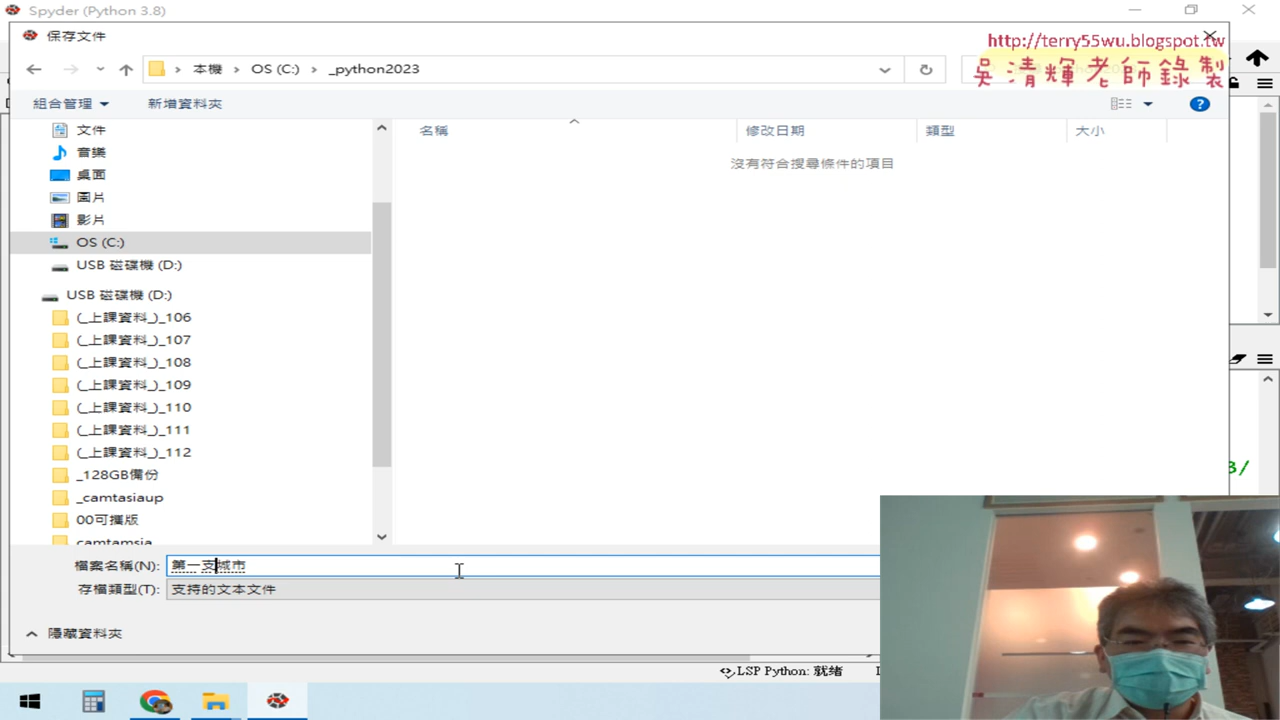 Spyder (Python 3.8)
保存文件
http://terry55wu.blogspot.tw
本機 › OS (C:) › _python2023
吳清輝老師錄製
組合管理
新增資料夾
文件
音樂
桌面
圖片
影片
OS (C:)
USB 磁碟機 (D:)
USB 磁碟機 (D:)
(_上課資料_)_106
(_上課資料_)_107
(_上課資料_)_108
(_上課資料_)_109
(_上課資料_)_110
(_上課資料_)_111
(_上課資料_)_112
_128GB備份
_camtasiaup
00可攜版
camtamsia
名稱
修改日期
類型
大小
沒有符合搜尋條件的項目
3/
檔案名稱(N): 第一支城市
存檔類型(T): 支持的文本文件
隱藏資料夾
LSP Python: 就绪